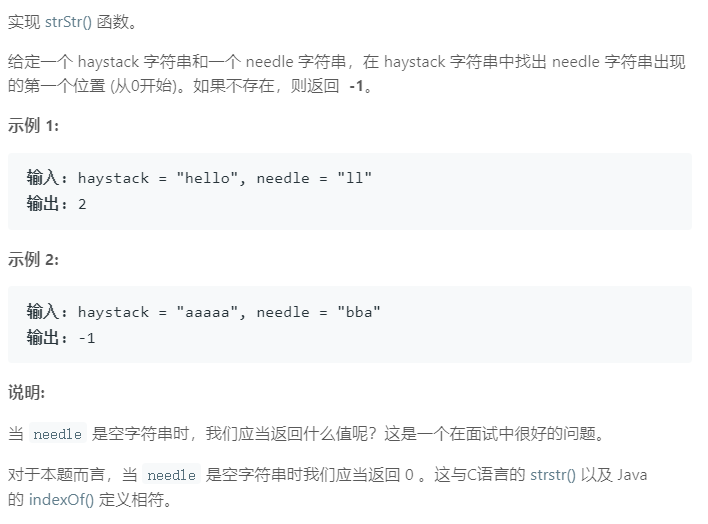 实现 strStr() 函数。
给定一个 haystack 字符串和一个 needle 字符串，在 haystack 字符串中找出 needle 字符串出现
的第一个位置 (从0开始)。如果不存在，则返回  -1。
示例 1:
输入: haystack = "hello", needle = "ll"
输出: 2
示例 2:
输入: haystack = "aaaaa", needle = "bba"
输出: -1
说明:
当 needle 是空字符串时，我们应当返回什么值呢？这是一个在面试中很好的问题。
对于本题而言，当 needle 是空字符串时我们应当返回 0 。这与C语言的 strstr() 以及 Java
的 indexOf() 定义相符。